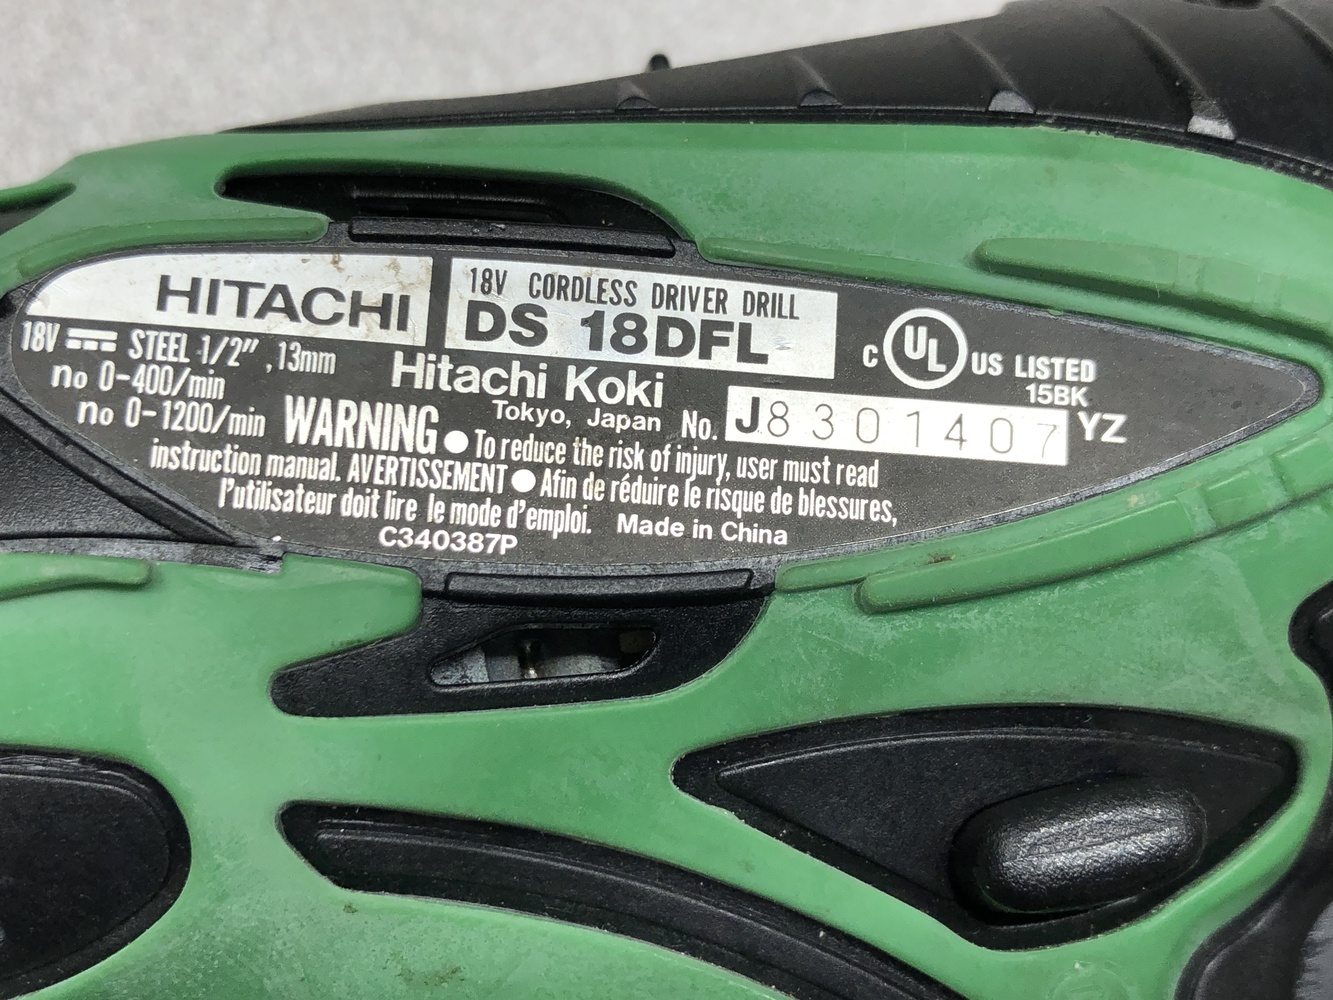 HITACHI
18V CORDLESS DRIVER DRILL
DS 18DFL
18V ⎓ STEEL 1/2″ ,13mm
no 0-400/min
no 0-1200/min
Hitachi Koki
Tokyo, Japan
No. J8301407 YZ
C UL US LISTED
15BK
WARNING ● To reduce the risk of injury, user must read
instruction manual. AVERTISSEMENT ● Afin de réduire le risque de blessures,
l'utilisateur doit lire le mode d'emploi. Made in China
C340387P